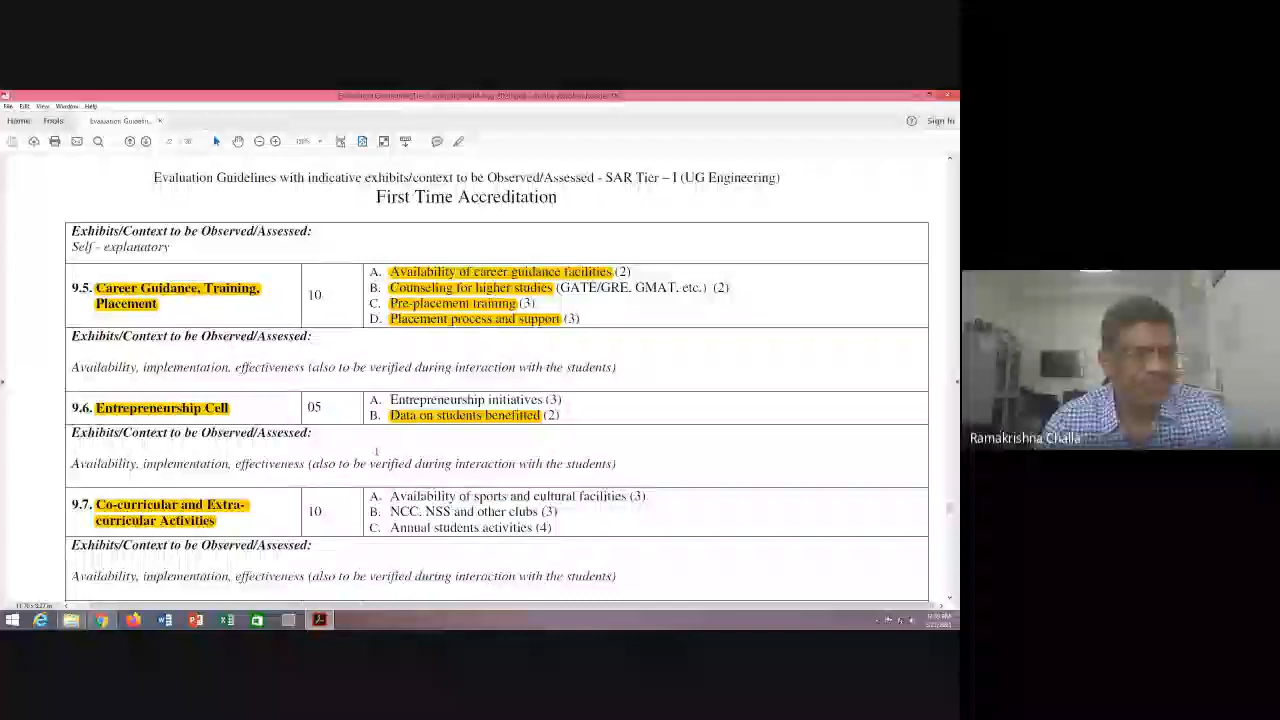 File Edit View Window Help
Home Tools Evaluation Guidelin... × Sign In
Evaluation Guidelines with indicative exhibits/context to be Observed/Assessed - SAR Tier – I (UG Engineering)
First Time Accreditation
Exhibits/Context to be Observed/Assessed:
Self - explanatory
9.5. Career Guidance, Training,
Placement
10
A. Availability of career guidance facilities (2)
B. Counseling for higher studies (GATE/GRE, GMAT, etc.) (2)
C. Pre-placement training (3)
D. Placement process and support (3)
Exhibits/Context to be Observed/Assessed:
Availability, implementation, effectiveness (also to be verified during interaction with the students)
9.6. Entrepreneurship Cell
05
A. Entrepreneurship initiatives (3)
B. Data on students benefitted (2)
Exhibits/Context to be Observed/Assessed:
Availability, implementation, effectiveness (also to be verified during interaction with the students)
9.7. Co-curricular and Extra-
curricular Activities
10
A. Availability of sports and cultural facilities (3)
B. NCC, NSS and other clubs (3)
C. Annual students activities (4)
Exhibits/Context to be Observed/Assessed:
Availability, implementation, effectiveness (also to be verified during interaction with the students)
Ramakrishna Challa